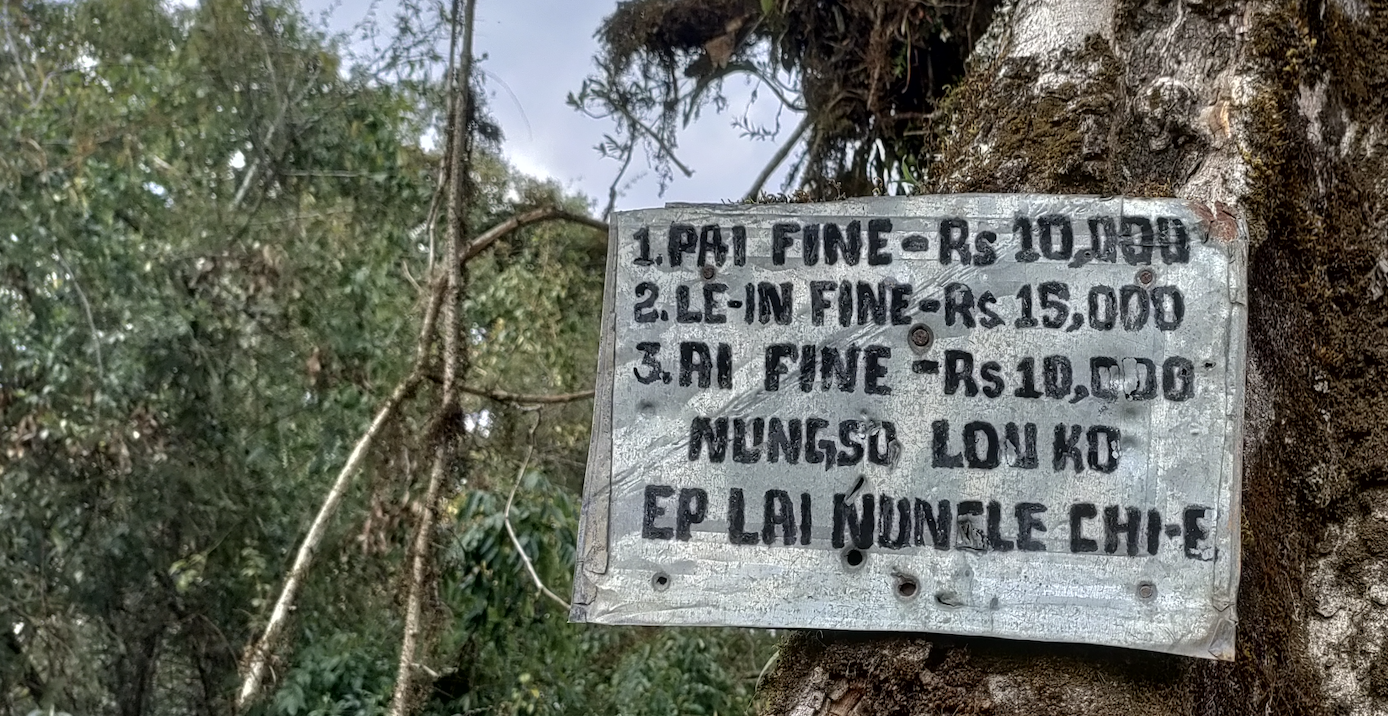 1. PAI FINE - Rs 10,000
2. LE-IN FINE - Rs 15,000
3. AI FINE - Rs 10,000
NUNGSO LOU KO
EP LAI NUNGLE CHI-E